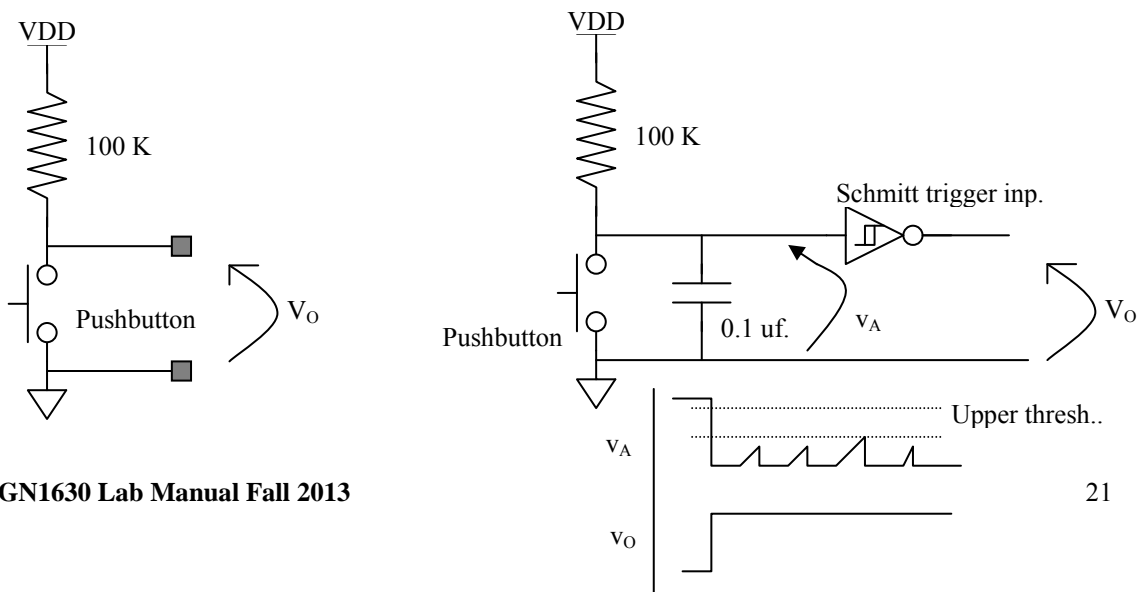 VDD
100 K
Pushbutton
VO
VDD
100 K
Schmitt trigger inp.
Pushbutton
0.1 uf.
vA
VO
Upper thresh..
vA
vO
GN1630 Lab Manual Fall 2013
21